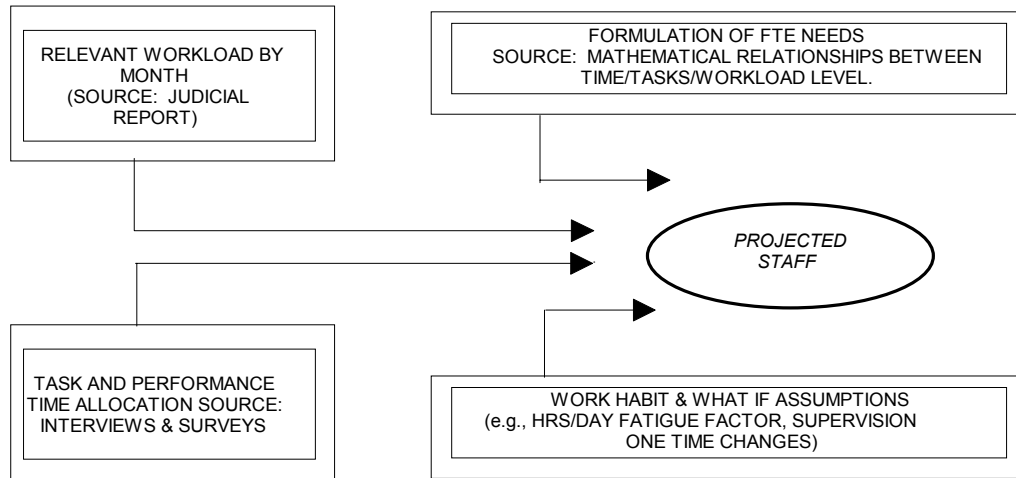 RELEVANT WORKLOAD BY
MONTH
(SOURCE: JUDICIAL
REPORT)
FORMULATION OF FTE NEEDS
SOURCE: MATHEMATICAL RELATIONSHIPS BETWEEN
TIME/TASKS/WORKLOAD LEVEL.
PROJECTED
STAFF
TASK AND PERFORMANCE
TIME ALLOCATION SOURCE:
INTERVIEWS & SURVEYS
WORK HABIT & WHAT IF ASSUMPTIONS
(e.g., HRS/DAY FATIGUE FACTOR, SUPERVISION
ONE TIME CHANGES)